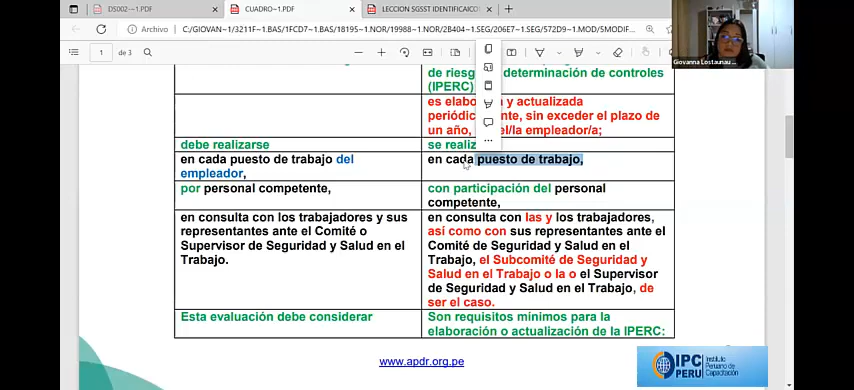 DS002---1.PDF
CUADRO~1.PDF
LECCION SGSST IDENTIFICAICO
Archivo
C:/GIOVAN~3/3211F~1.BAS/1FCD7~1.BAS/18195~1.NOR/19988~1.NOR/2B404~1.SEG/206E7~1.SEG/572D9~1.MOD/5MODIF...
1
de 3
Giovanna Lostaunau ...
de riesg
determinación de controles
(IPERC)
es elabo
y actualizada
periódic
nte, sin exceder el plazo de
un año,
el/la empleador/a;
debe realizarse
se realiz
en cada puesto de trabajo del
empleador,
en cada puesto de trabajo,
por personal competente,
con participación del personal
competente,
en consulta con los trabajadores y sus
representantes ante el Comité o
Supervisor de Seguridad y Salud en el
Trabajo.
en consulta con las y los trabajadores,
así como con sus representantes ante el
Comité de Seguridad y Salud en el
Trabajo, el Subcomité de Seguridad y
Salud en el Trabajo o la o el Supervisor
de Seguridad y Salud en el Trabajo, de
ser el caso.
Esta evaluación debe considerar
Son requisitos mínimos para la
elaboración o actualización de la IPERC:
www.apdr.org.pe
IPC
PERU
Instituto
Peruano de
Capacitación